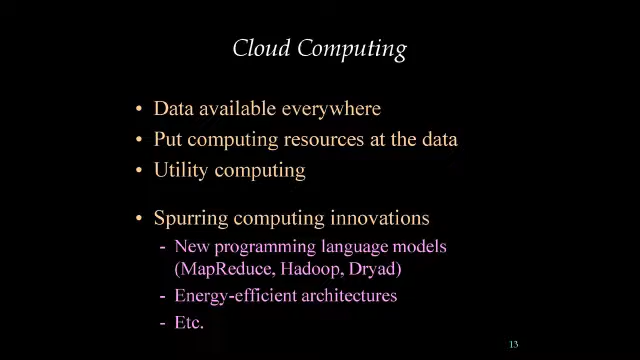 Cloud Computing
• Data available everywhere
• Put computing resources at the data
• Utility computing
• Spurring computing innovations
- New programming language models
(MapReduce, Hadoop, Dryad)
- Energy-efficient architectures
- Etc.
13